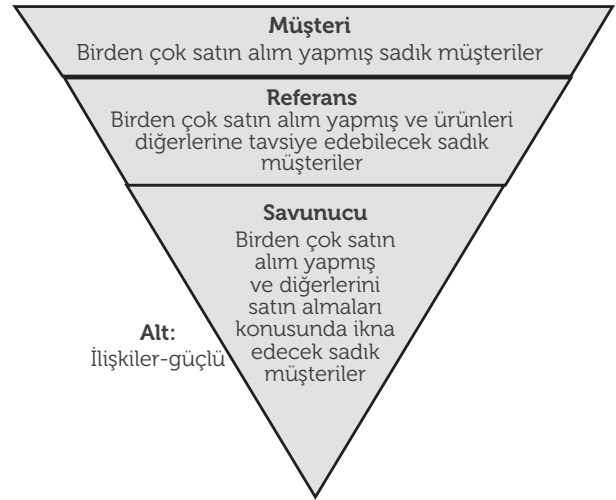 Müşteri
Birden çok satın alım yapmış sadık müşteriler
Referans
Birden çok satın alım yapmış ve ürünleri
diğerlerine tavsiye edebilecek sadık
müşteriler
Savunucu
Birden çok satın
alım yapmış
ve diğerlerini
satın almaları
konusunda ikna
edecek sadık
müşteriler
Alt:
İlişkiler-güçlü